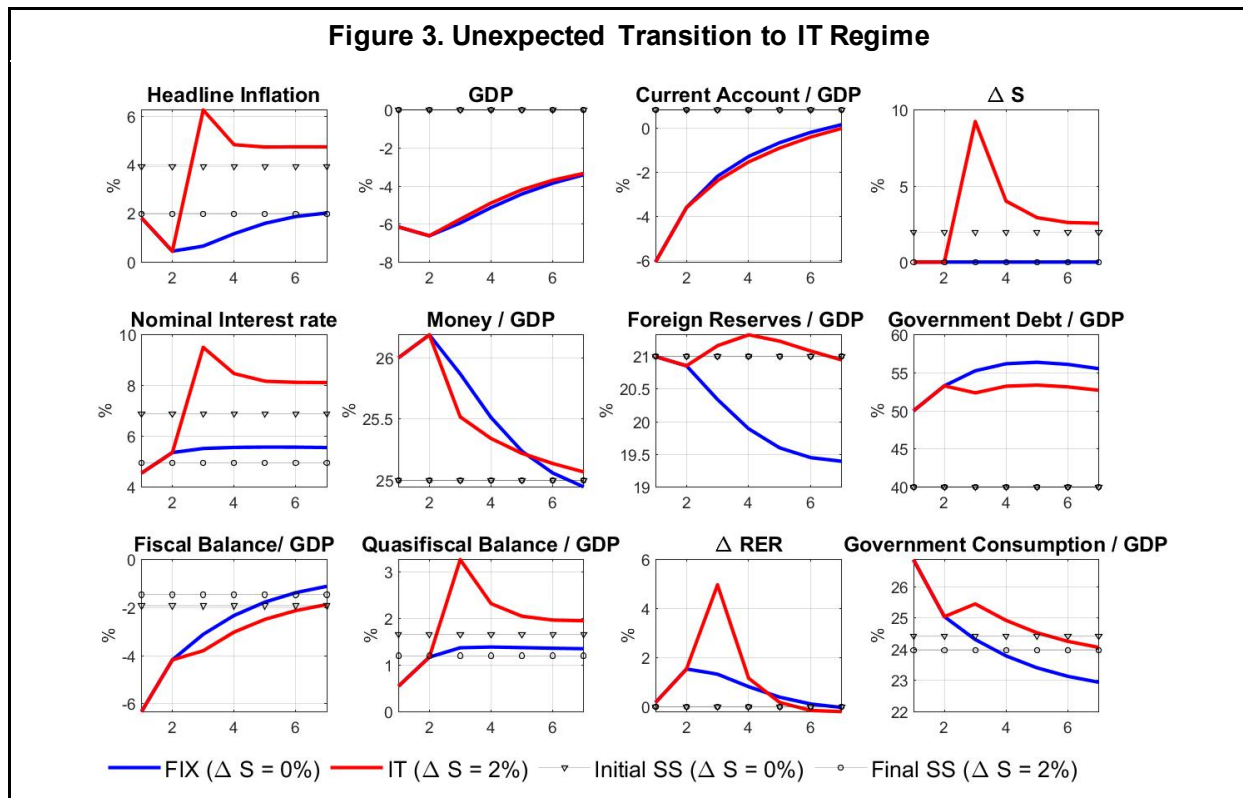 Figure 3. Unexpected Transition to IT Regime
Headline Inflation
GDP
Current Account / GDP
Δ S
%
6
4
2
0
2 4 6
0
-2
-4
-6
-8
2 4 6
%
0
-2
-4
-6
2 4 6
%
10
5
0
2 4 6
Nominal Interest rate
Money / GDP
Foreign Reserves / GDP
Government Debt / GDP
%
10
8
6
4
2 4 6
%
26
25.5
25
2 4 6
%
21
20.5
20
19.5
19
2 4 6
%
60
55
50
45
40
2 4 6
Fiscal Balance/ GDP
Quasifiscal Balance / GDP
Δ RER
Government Consumption / GDP
%
0
-2
-4
-6
2 4 6
%
3
2
1
0
2 4 6
%
6
4
2
0
2 4 6
%
26
25
24
23
22
2 4 6
FIX (Δ S = 0%) IT (Δ S = 2%) Initial SS (Δ S = 0%) Final SS (Δ S = 2%)